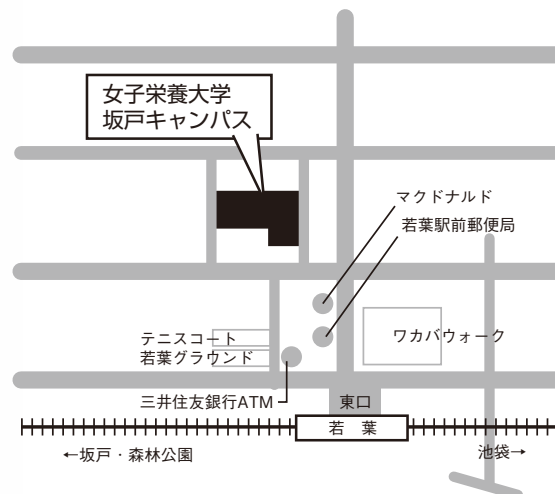 女子栄養大学
坂戸キャンパス
マクドナルド
若葉駅前郵便局
テニスコート
若葉グラウンド
ワカバウォーク
三井住友銀行ATM
東口
若 葉
←坂戸・森林公園
池袋→